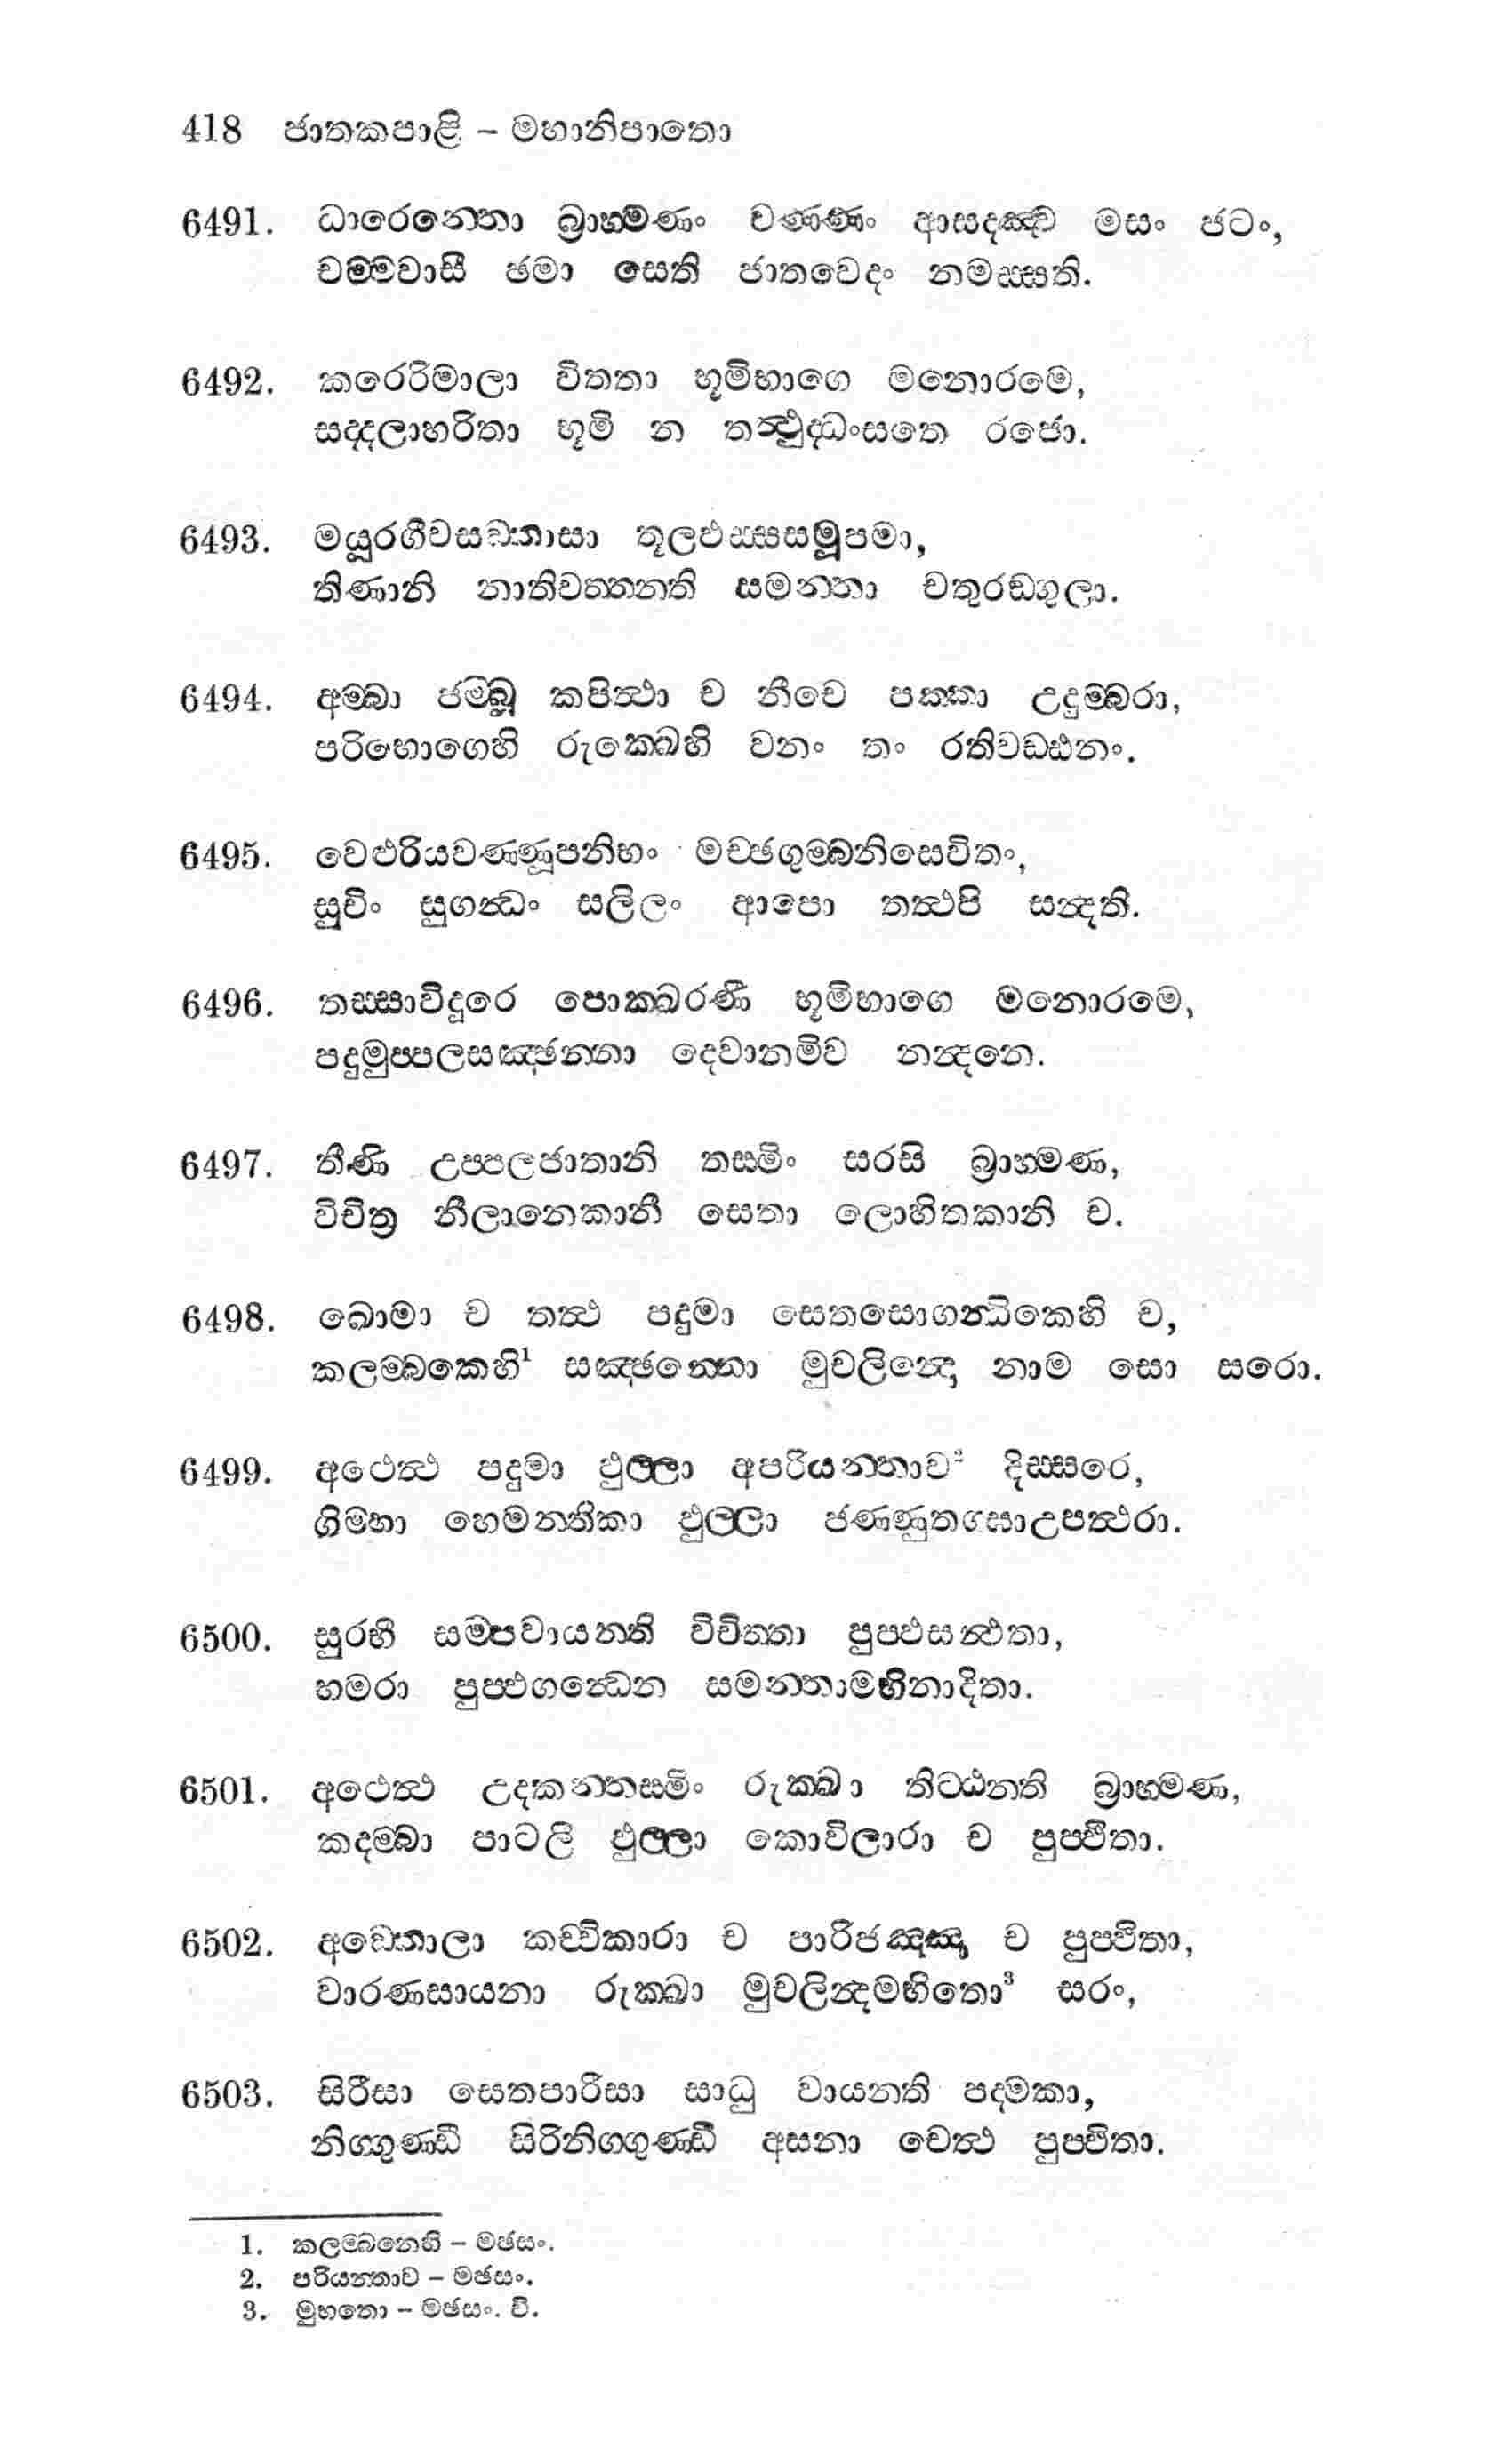 418 ජාතකපාළි – මහානිපාතො
6491. ධාරෙන්තො බ්‍රාහ්මණං වණ්ණං ආසදඤ්ච මසං ජටං,
චම්මවාසී ඡමා සෙති ජාතවෙදං නමස්සති.
6492. කරෙරිමාලා විතතා භූමිභාගෙ මනොරමෙ,
සද්දලාහරිතා භූමි න තත්‍ථුද්ධංසතෙ රජො.
6493. මයූරගීවසඞ්කාසා තූලඵස්සසමූපමා,
තිණානි නාතිවත්තන්ති සමන්තා චතුරඞ්ගුලා.
6494. අම්බා ජම්බූ කපිත්‍ථා ච නීචෙ පක්කා උදුම්බරා,
පරිභොගෙහි රුක්ඛෙහි වනං තං රතිවඩ්ඪනං.
6495. වෙළුරියවණ්ණූපනිභං මච්ඡගුම්බනිසෙවිතං,
සුචිං සුගන්ධං සලිලං ආපො තත්‍ථපි සන්දති.
6496. තස්සාවිදූරෙ පොක්ඛරණී භූමිභාගෙ මනොරමෙ,
පදුමුප්පලසඤ්ඡන්නා දෙවානමිව නන්දනෙ.
6497. තීණි උප්පලජාතානි තස්මිං සරසි බ්‍රාහ්මණ,
විචිත්‍ර නීලානෙකානී සෙතා ලොහිතකානි ච.
6498. ඛොමා ච තත්‍ථ පදුමා සෙතසොගන්ධිකෙහි ච,
කලම්බකෙහි¹ සඤ්ඡන්නො මුචලින්දො නාම සො සරො.
6499. අථෙත්‍ථ පදුමා ඵුල්ලා අපරියන්තාව² දිස්සරෙ,
ගිම්හා හෙමන්තිකා ඵුල්ලා ජණ්ණුතග්ඝාඋපත්‍ථරා.
6500. සුරභී සම්පවායන්ති විචිත්තා පුප්ඵසන්‍ථතා,
භමරා පුප්ඵගන්ධෙන සමන්තාමභිනාදිතා.
6501. අථෙත්‍ථ උදකන්තස්මිං රුක්ඛා තිට්ඨන්ති බ්‍රාහ්මණ,
කදම්බා පාටලි ඵුල්ලා කොවිලාරා ච පුප්ඵිතා.
6502. අඞ්කොලා කච්චිකාරා ච පාරිජඤ්ඤා ච පුප්ඵිතා,
වාරණසායනා රුක්ඛා මුචලින්දමභිතො³ සරං,
6503. සිරීසා සෙතපාරිසා සාධු වායන්ති පද්මකා,
නිග්ගුණ්ඩී සිරිනිග්ගුණ්ඩී අසනා චෙත්‍ථ පුප්ඵිතා.
1. කලම්බනෙහි – මඡසං.
2. පරියන්තාව – මඡසං.
3. මුභතො – මඡසං. වි.